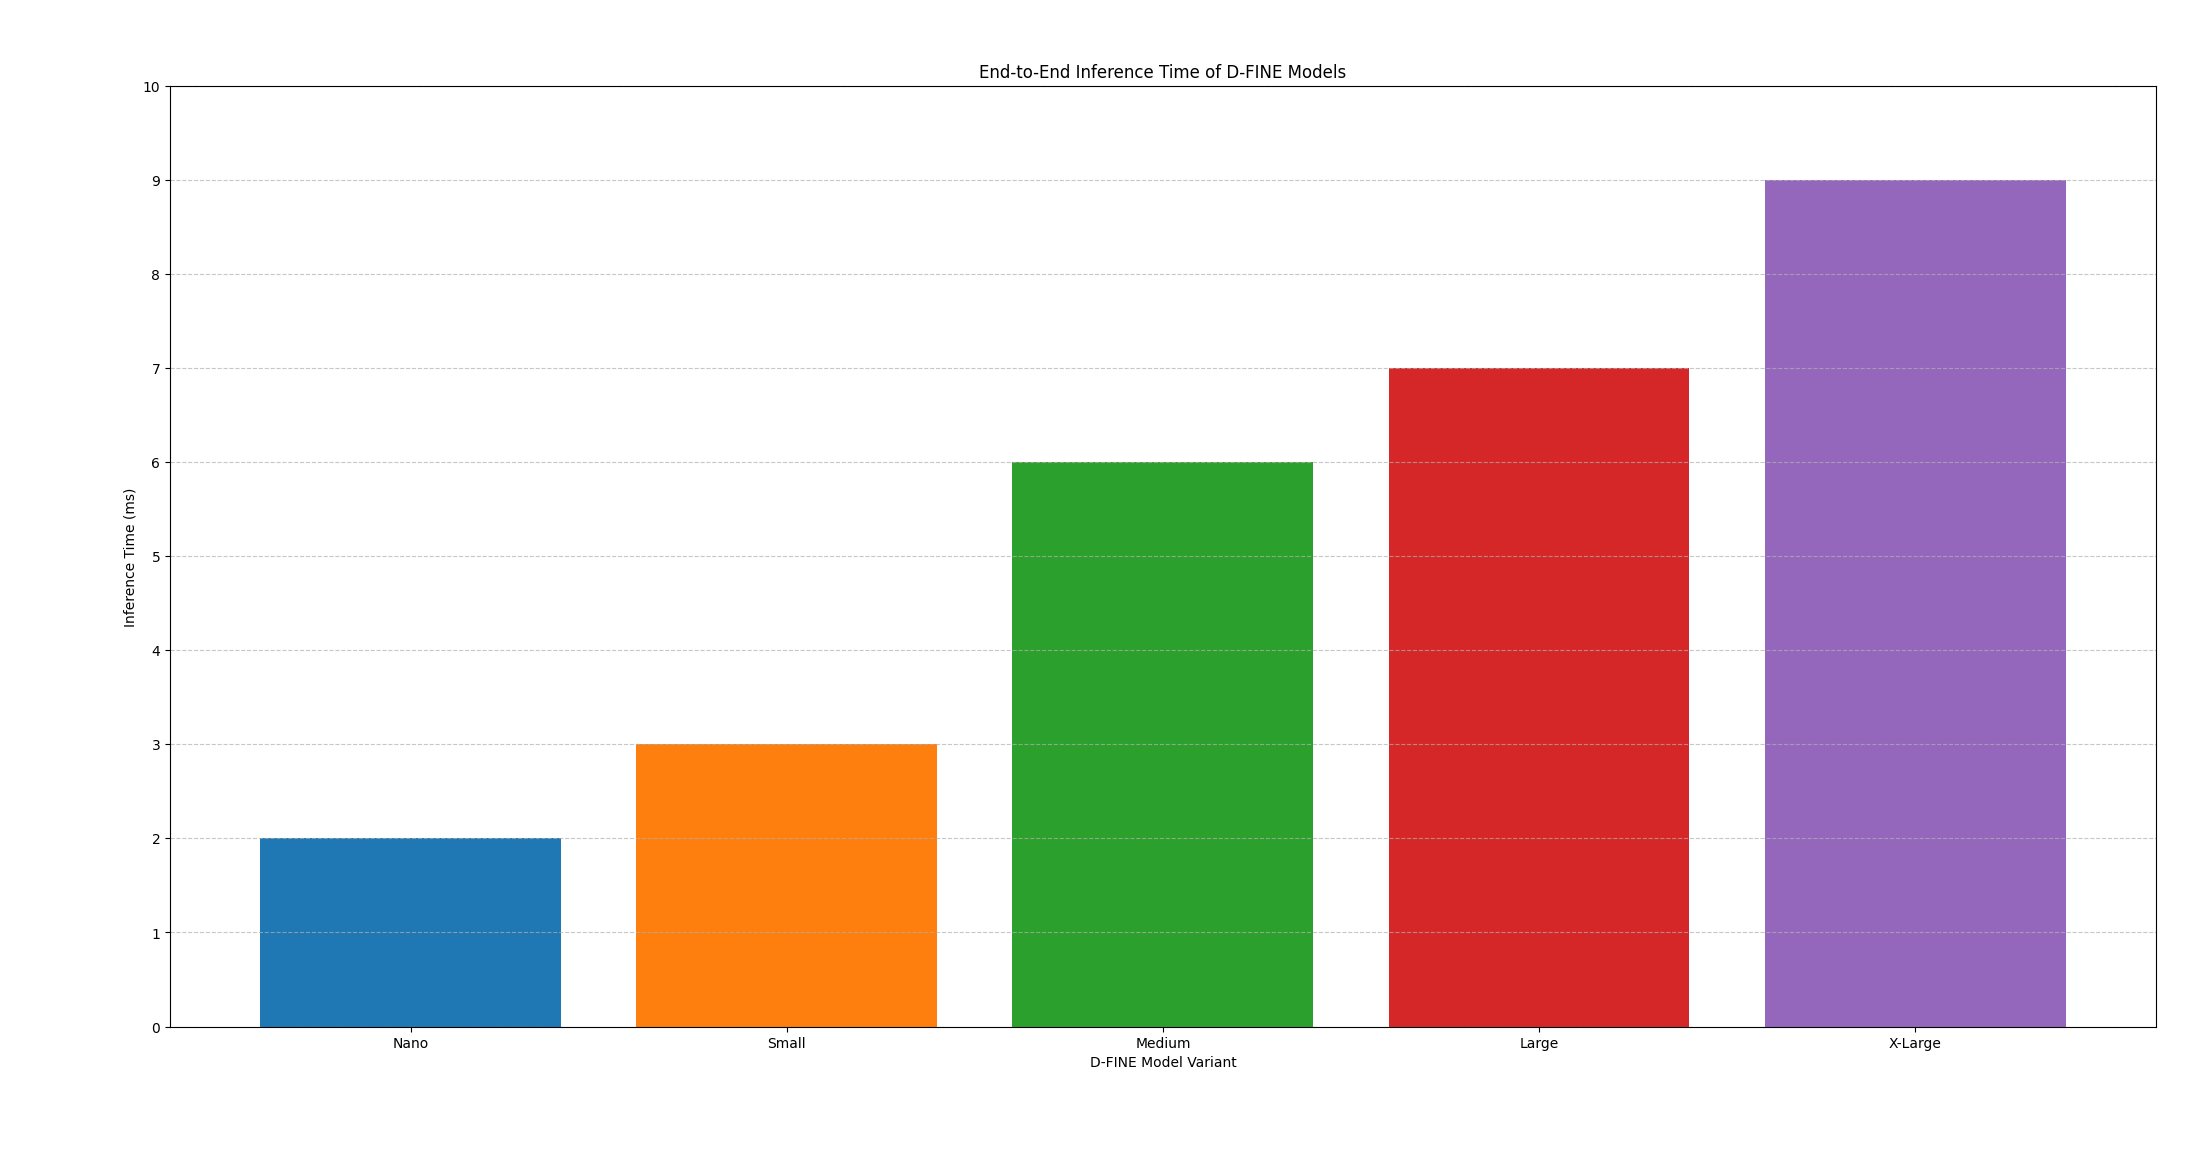 End-to-End Inference Time of D-FINE Models
10
9
8
7
6
5
4
3
2
1
0
Inference Time (ms)
Nano Small Medium Large X-Large
D-FINE Model Variant